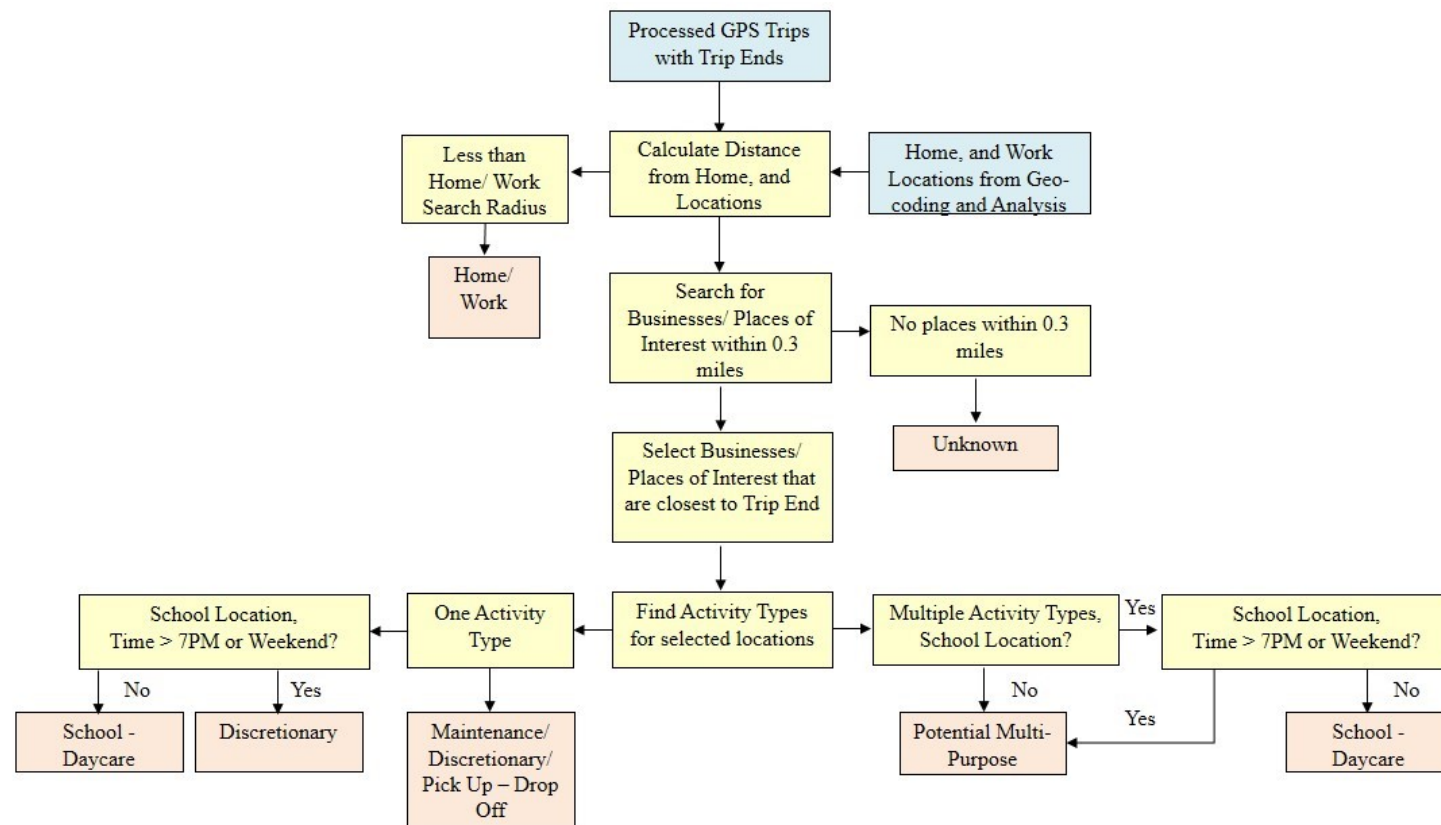 Processed GPS Trips
with Trip Ends
Less than
Home/ Work
Search Radius
Calculate Distance
from Home, and
Locations
Home, and Work
Locations from Geo-
coding and Analysis
Home/
Work
Search for
Businesses/ Places of
Interest within 0.3
miles
No places within 0.3
miles
Unknown
Select Businesses/
Places of Interest that
are closest to Trip End
School Location,
Time > 7PM or Weekend?
One Activity
Type
Find Activity Types
for selected locations
Multiple Activity Types,
School Location?
Yes
School Location,
Time > 7PM or Weekend?
No
Yes
No
Yes
No
School -
Daycare
Discretionary
Maintenance/
Discretionary/
Pick Up – Drop
Off
Potential Multi-
Purpose
School -
Daycare